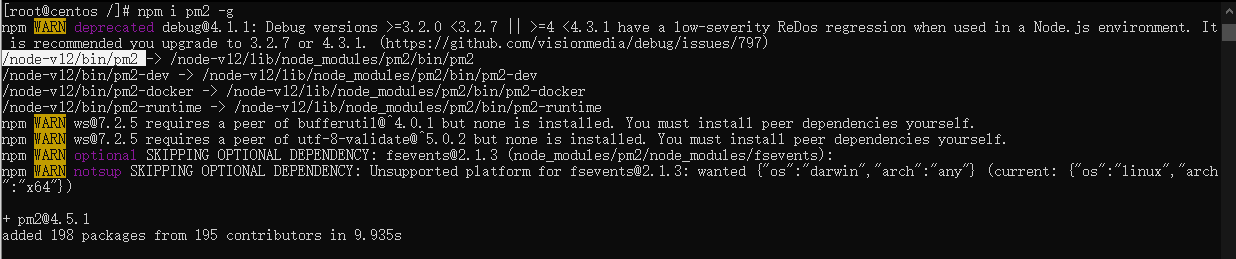 [root@centos /]# npm i pm2 -g
npm WARN deprecated debug@4.1.1: Debug versions >=3.2.0 <3.2.7 || >=4 <4.3.1 have a low-severity ReDos regression when used in a Node.js environment. It
 is recommended you upgrade to 3.2.7 or 4.3.1. (https://github.com/visionmedia/debug/issues/797)
/node-v12/bin/pm2 -> /node-v12/lib/node_modules/pm2/bin/pm2
/node-v12/bin/pm2-dev -> /node-v12/lib/node_modules/pm2/bin/pm2-dev
/node-v12/bin/pm2-docker -> /node-v12/lib/node_modules/pm2/bin/pm2-docker
/node-v12/bin/pm2-runtime -> /node-v12/lib/node_modules/pm2/bin/pm2-runtime
npm WARN ws@7.2.5 requires a peer of bufferutil@^4.0.1 but none is installed. You must install peer dependencies yourself.
npm WARN ws@7.2.5 requires a peer of utf-8-validate@^5.0.2 but none is installed. You must install peer dependencies yourself.
npm WARN optional SKIPPING OPTIONAL DEPENDENCY: fsevents@2.1.3 (node_modules/pm2/node_modules/fsevents):
npm WARN notsup SKIPPING OPTIONAL DEPENDENCY: Unsupported platform for fsevents@2.1.3: wanted {"os":"darwin","arch":"any"} (current: {"os":"linux","arch
":"x64"})
+ pm2@4.5.1
added 198 packages from 195 contributors in 9.935s